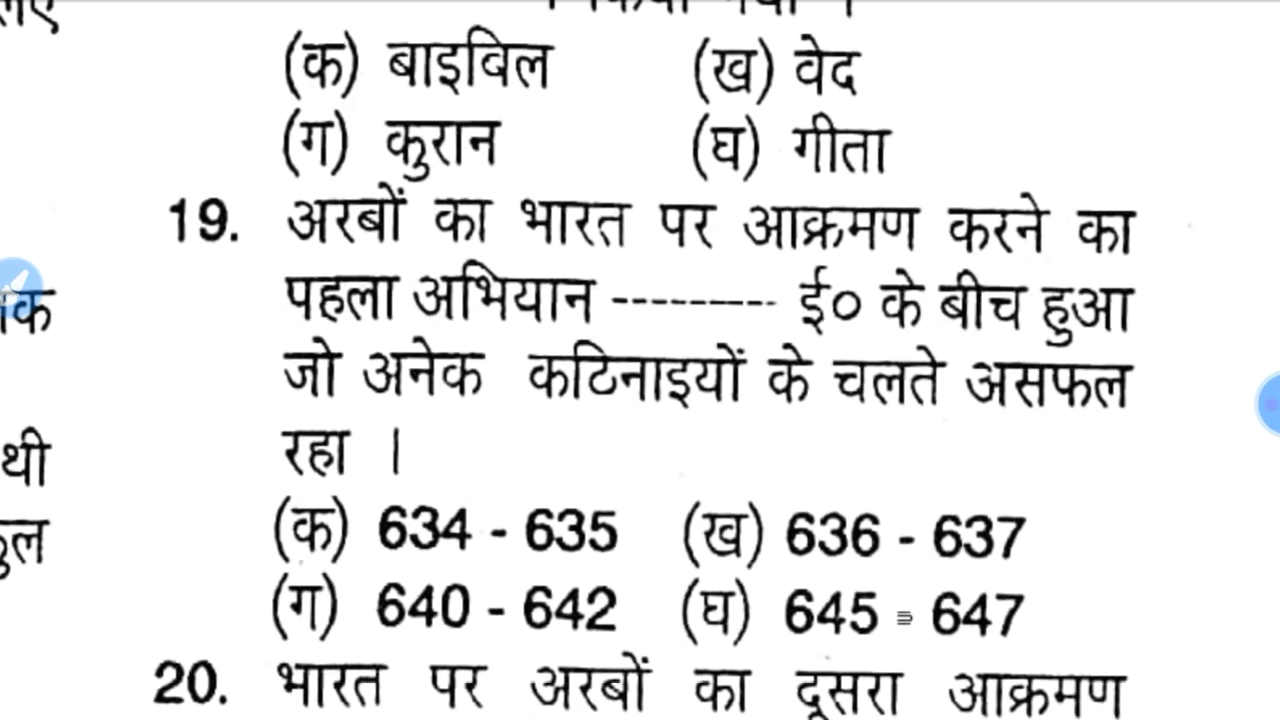 (क) बाइबिल (ख) वेद
(ग) कुरान (घ) गीता
19. अरबों का भारत पर आक्रमण करने का
पहला अभियान --------- ई० के बीच हुआ
जो अनेक कटिनाइयों के चलते असफल
रहा ।
(क) 634 - 635 (ख) 636 - 637
(ग) 640 - 642 (घ) 645 - 647
20. भारत पर अरबों का दूसरा आक्रमण
थी